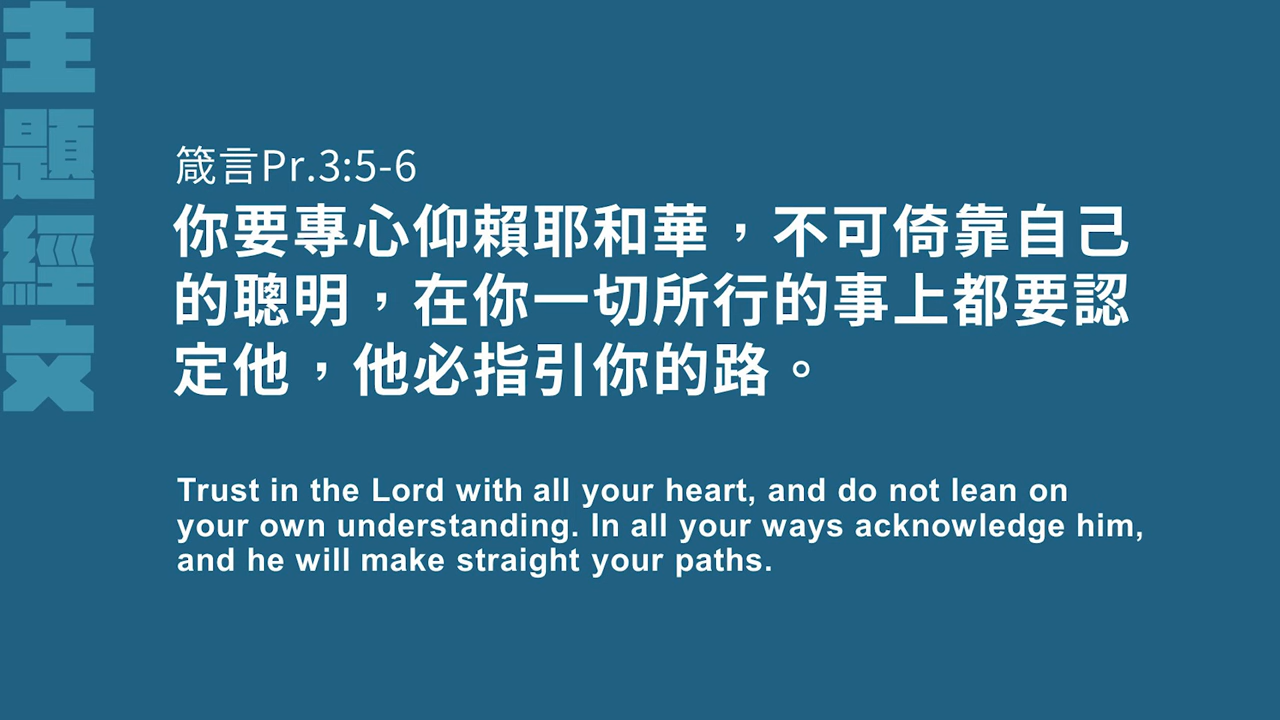 主題經文
箴言Pr.3:5-6
你要專心仰賴耶和華，不可倚靠自己
的聰明，在你一切所行的事上都要認
定他，他必指引你的路。
Trust in the Lord with all your heart, and do not lean on
your own understanding. In all your ways acknowledge him,
and he will make straight your paths.